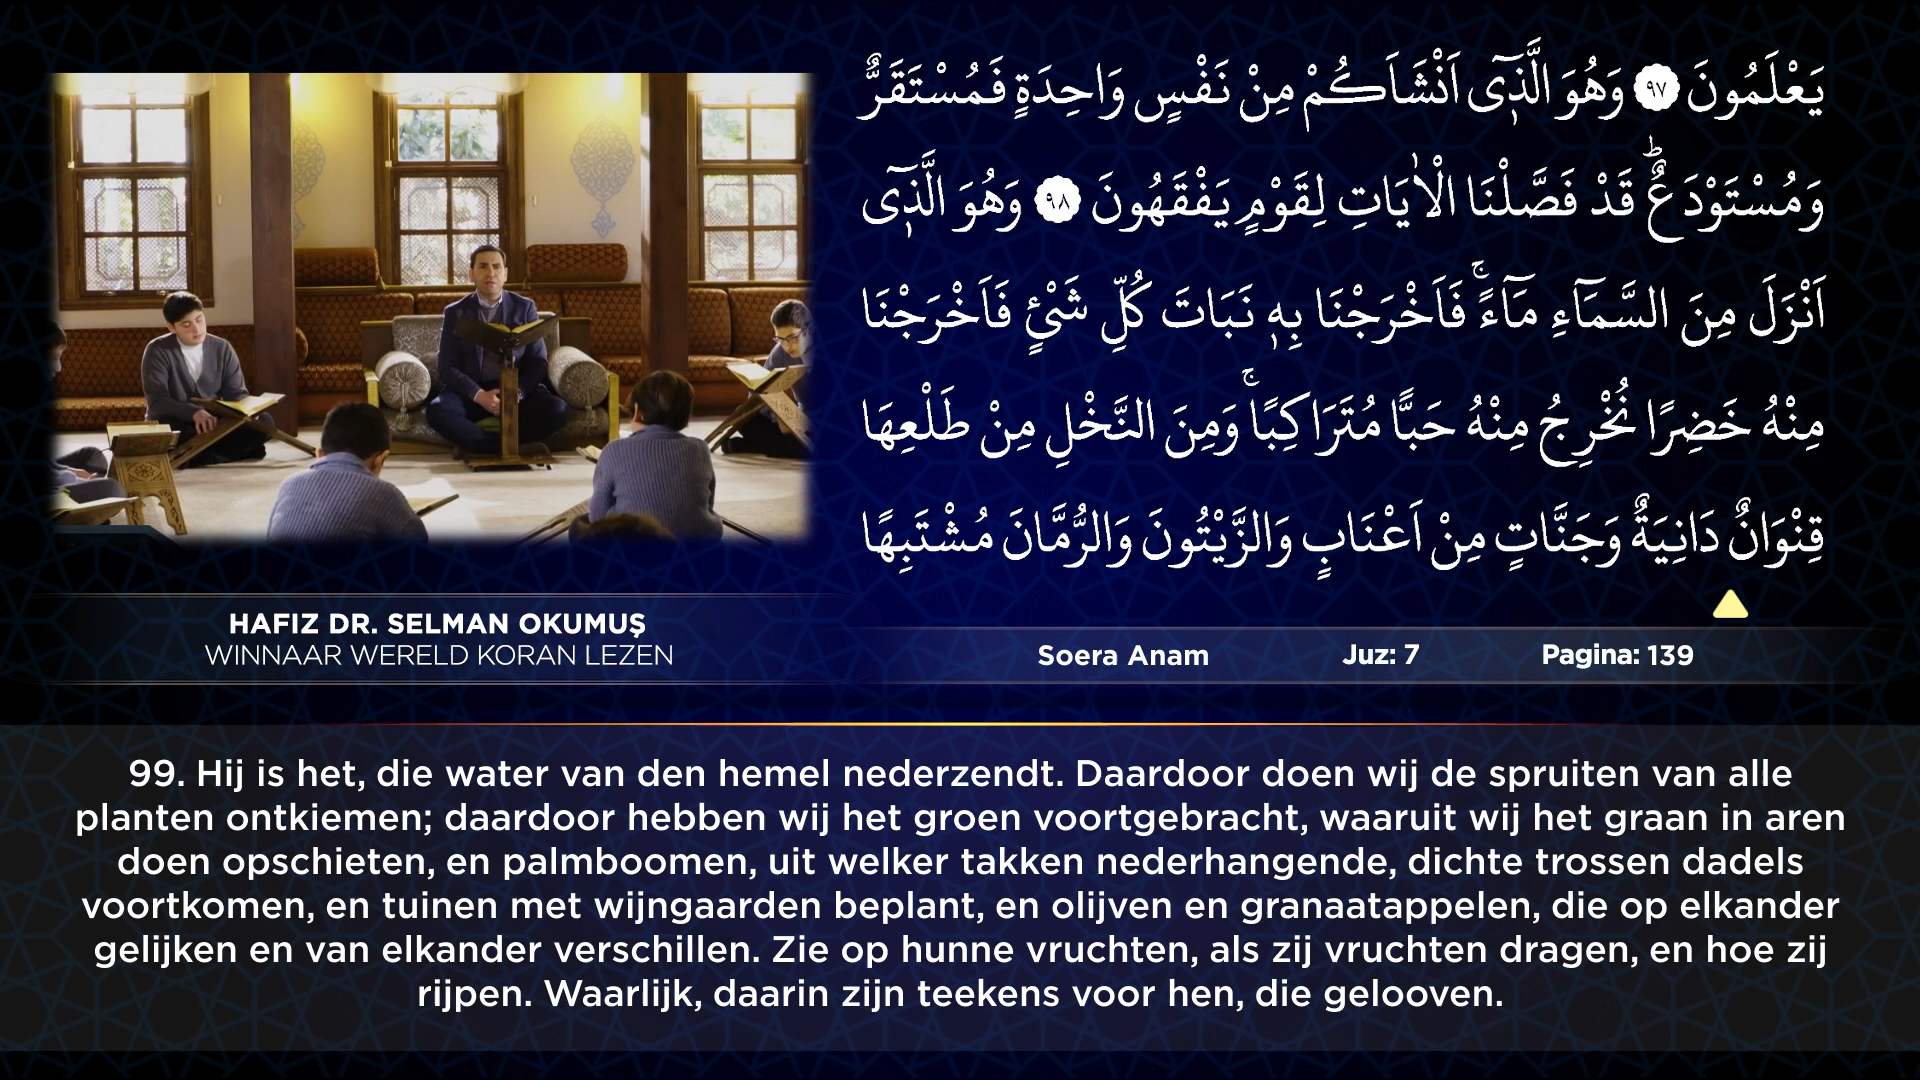 يَعْلَمُونَ ﴿٩٧﴾ وَهُوَ الَّذ۪ٓي اَنْشَاَكُمْ مِنْ نَفْسٍ وَاحِدَةٍ فَمُسْتَقَرٌّ
وَمُسْتَوْدَعٌۜ قَدْ فَصَّلْنَا الْاٰيَاتِ لِقَوْمٍ يَفْقَهُونَ ﴿٩٨﴾ وَهُوَ الَّذ۪ٓي
اَنْزَلَ مِنَ السَّمَٓاءِ مَٓاءًۚ فَاَخْرَجْنَا بِه۪ نَبَاتَ كُلِّ شَيْءٍ فَاَخْرَجْنَا
مِنْهُ خَضِرًا نُخْرِجُ مِنْهُ حَبًّا مُتَرَاكِبًاۚ وَمِنَ النَّخْلِ مِنْ طَلْعِهَا
قِنْوَانٌ دَانِيَةٌ وَجَنَّاتٍ مِنْ اَعْنَابٍ وَالزَّيْتُونَ وَالرُّمَّانَ مُشْتَبِهًا
HAFIZ DR. SELMAN OKUMUŞ
WINNAAR WERELD KORAN LEZEN
Soera Anam Juz: 7 Pagina: 139
99. Hij is het, die water van den hemel nederzendt. Daardoor doen wij de spruiten van alle
planten ontkiemen; daardoor hebben wij het groen voortgebracht, waaruit wij het graan in aren
doen opschieten, en palmboomen, uit welker takken nederhangende, dichte trossen dadels
voortkomen, en tuinen met wijngaarden beplant, en olijven en granaatappelen, die op elkander
gelijken en van elkander verschillen. Zie op hunne vruchten, als zij vruchten dragen, en hoe zij
rijpen. Waarlijk, daarin zijn teekens voor hen, die gelooven.